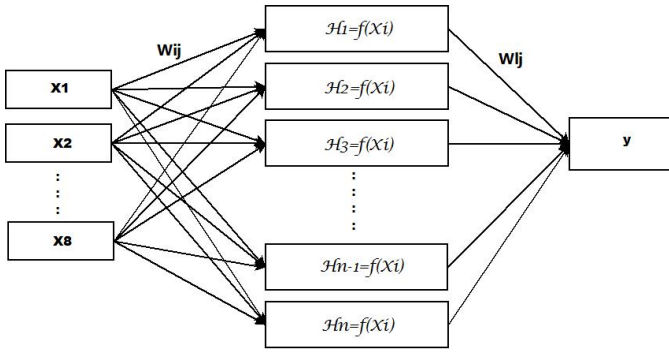 Wij
X1
X2
X8
H1=f(Xi)
H2=f(Xi)
H3=f(Xi)
Hn-1=f(Xi)
Hn=f(Xi)
Wlj
y